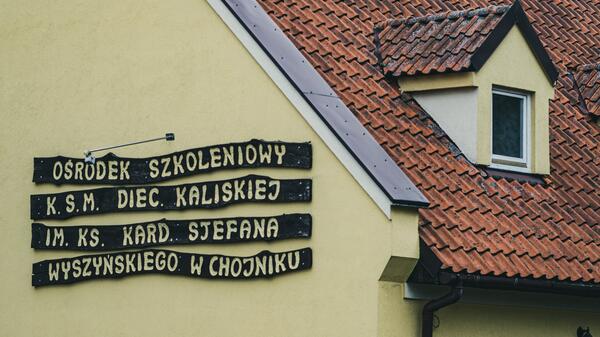 OŚRODEK SZKOLENIOWY
K.S.M. DIEC. KALISKIEJ
IM. KS. KARD. STEFANA
WYSZYŃSKIEGO W CHOJNIKU